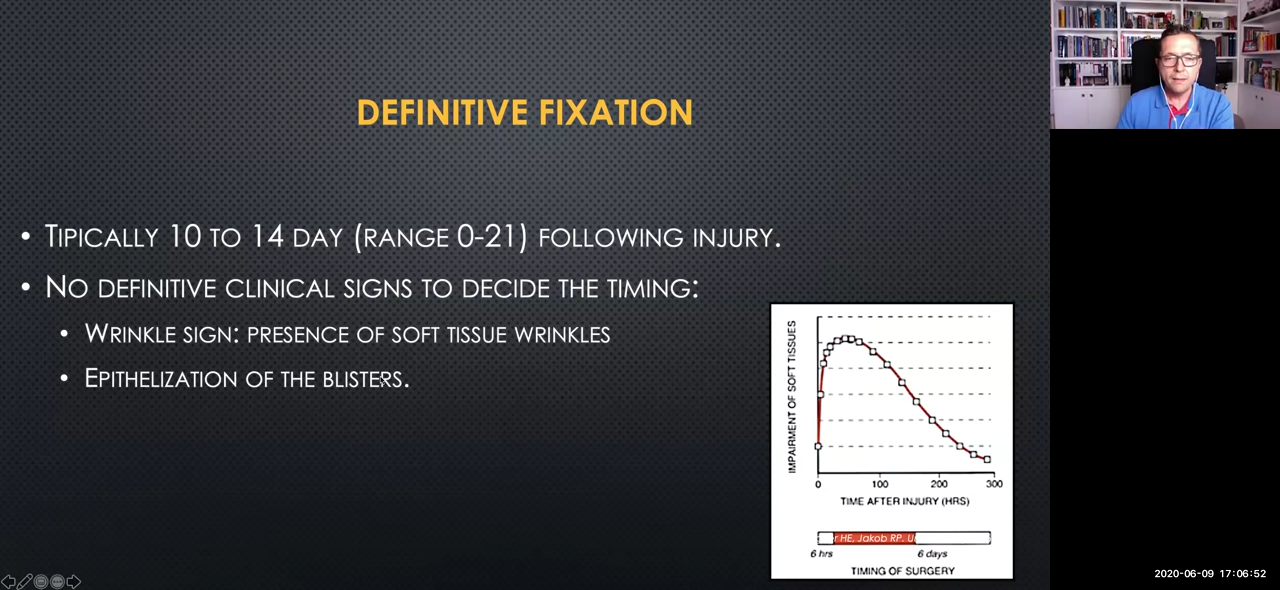 DEFINITIVE FIXATION
• TIPICALLY 10 TO 14 DAY (RANGE 0-21) FOLLOWING INJURY.
• NO DEFINITIVE CLINICAL SIGNS TO DECIDE THE TIMING:
• WRINKLE SIGN: PRESENCE OF SOFT TISSUE WRINKLES
• EPITHELIZATION OF THE BLISTERS.
IMPAIRMENT OF SOFT TISSUES
0 100 200 300
TIME AFTER INJURY (HRS)
HE, Jakob RP.
6 hrs 6 days
TIMING OF SURGERY
2020-06-09 17:06:52